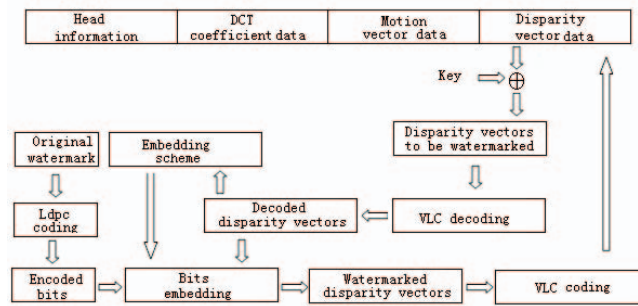 Head information
DCT coefficient data
Motion vector data
Disparity vector data
Key
Original watermark
Embedding scheme
Disparity vectors to be watermarked
Ldpc coding
Decoded disparity vectors
VLC decoding
Encoded bits
Bits embedding
Watermarked disparity vectors
VLC coding